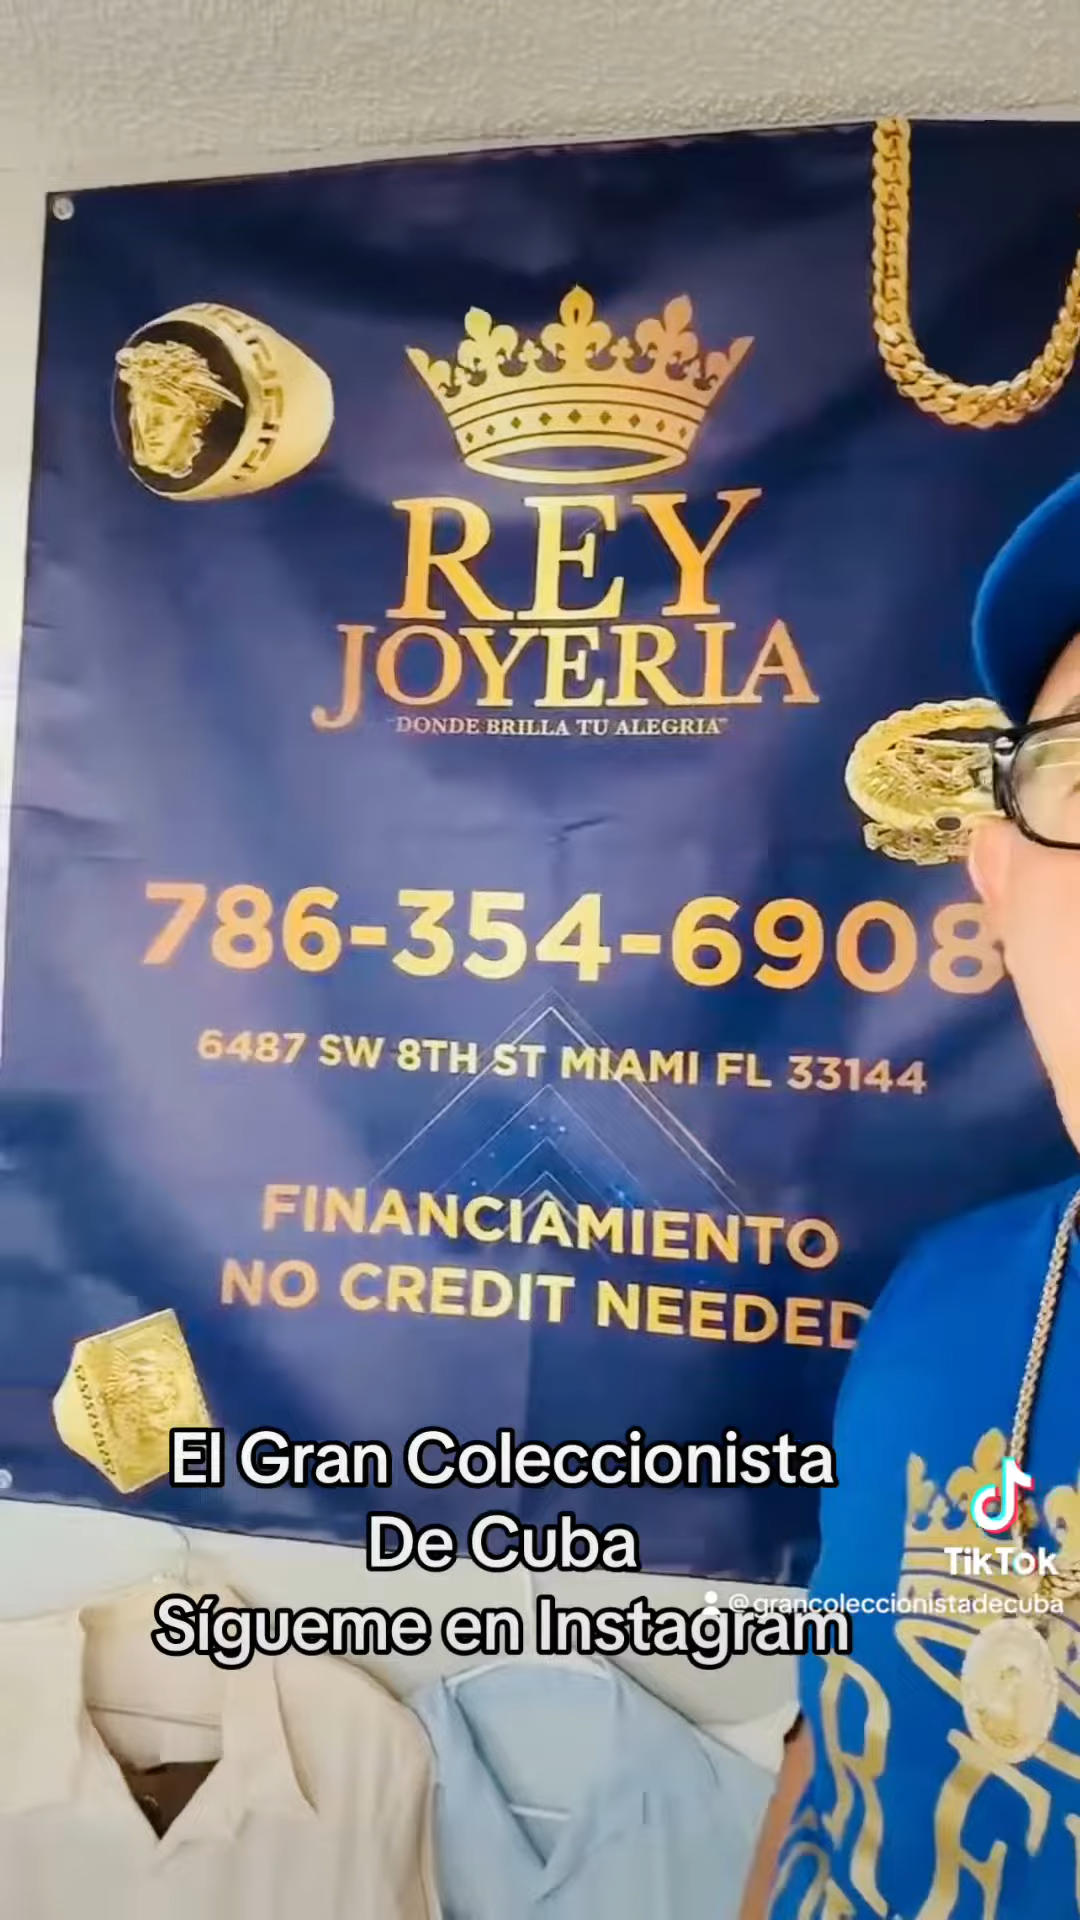 REY
JOYERIA
"DONDE BRILLA TU ALEGRIA"
786-354-6908
6487 SW 8TH ST MIAMI FL 33144
FINANCIAMIENTO
NO CREDIT NEEDED
El Gran Coleccionista
De Cuba
Sígueme en Instagram
TikTok
@grancoleccionistadecuba